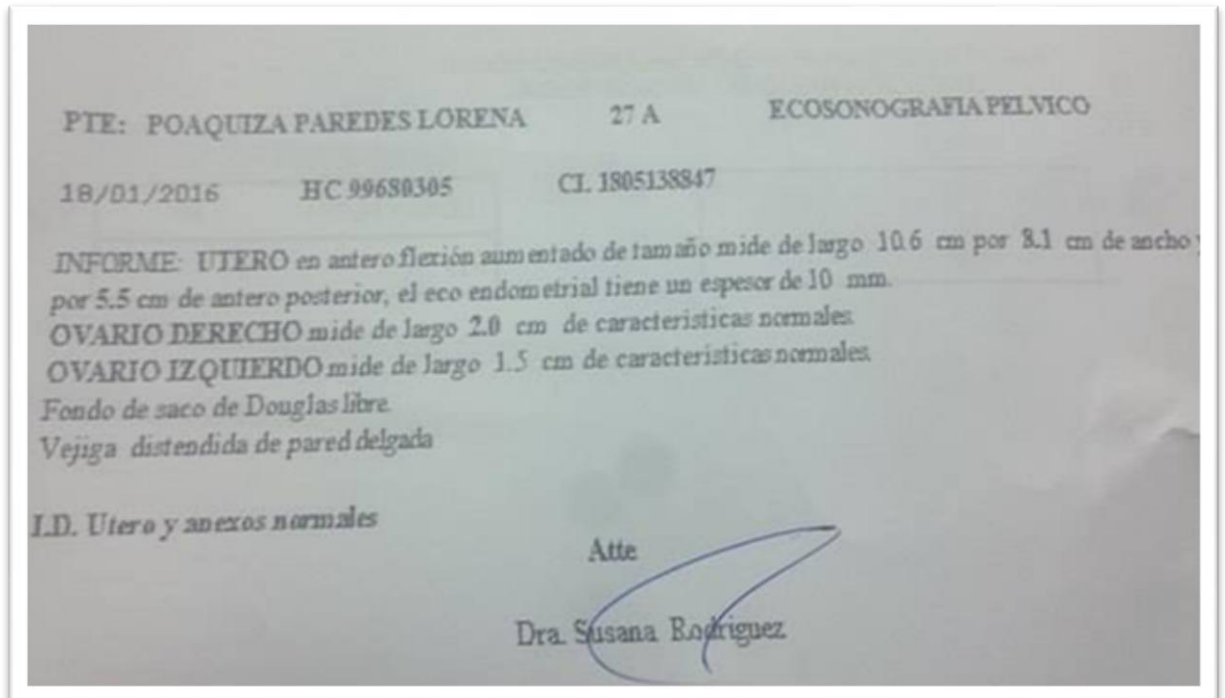 PTE: POAQUIZA PAREDES LORENA 27 A ECOSONOGRAFIA PELVICO
18/01/2016 HC 99680305 CI. 1805138847
INFORME: UTERO en antero flexión aumentado de tamaño mide de largo 10.6 cm por 8.1 cm de ancho y
por 5.5 cm de antero posterior, el eco endometrial tiene un espesor de 10 mm.
OVARIO DERECHO mide de largo 2.0 cm de caracteristicas normales.
OVARIO IZQUIERDO mide de largo 1.5 cm de caracteristicas normales.
Fondo de saco de Douglas libre.
Vejiga distendida de pared delgada
I.D. Utero y anexos normales
Atte
Dra. Susana Rodriguez